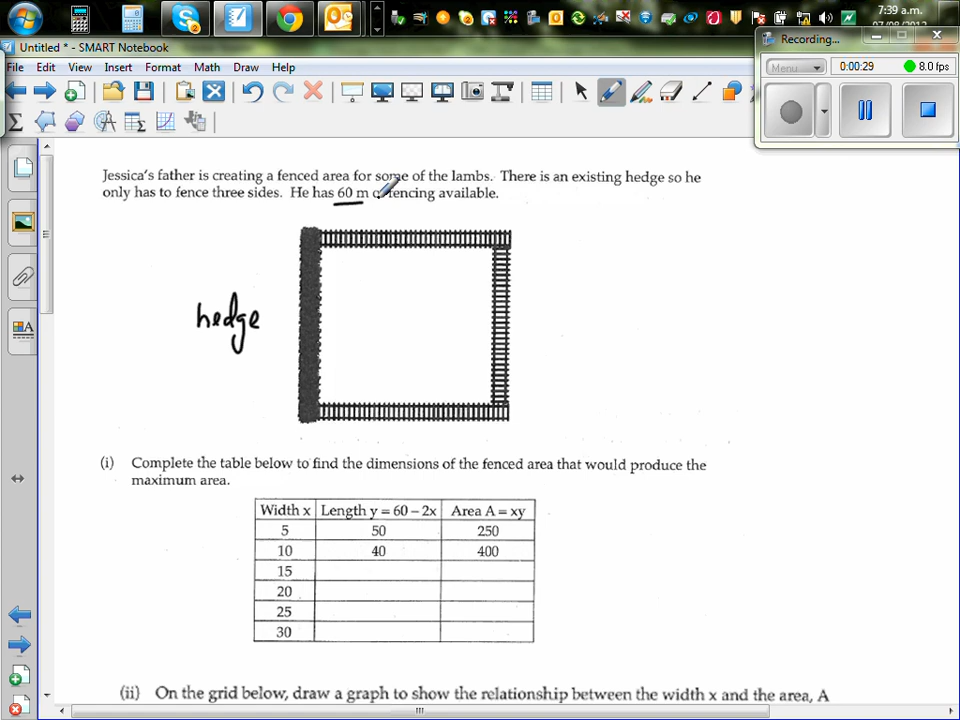 7:39 a.m.
Untitled * - SMART Notebook
Recording...
File Edit View Insert Format Math Draw Help
Menu 0:00:29 8.0 fps
Jessica's father is creating a fenced area for some of the lambs. There is an existing hedge so he
only has to fence three sides. He has 60 m of fencing available.
hedge
(i) Complete the table below to find the dimensions of the fenced area that would produce the
maximum area.
Width x Length y = 60 – 2x Area A = xy
5 50 250
10 40 400
15
20
25
30
(ii) On the grid below, draw a graph to show the relationship between the width x and the area, A